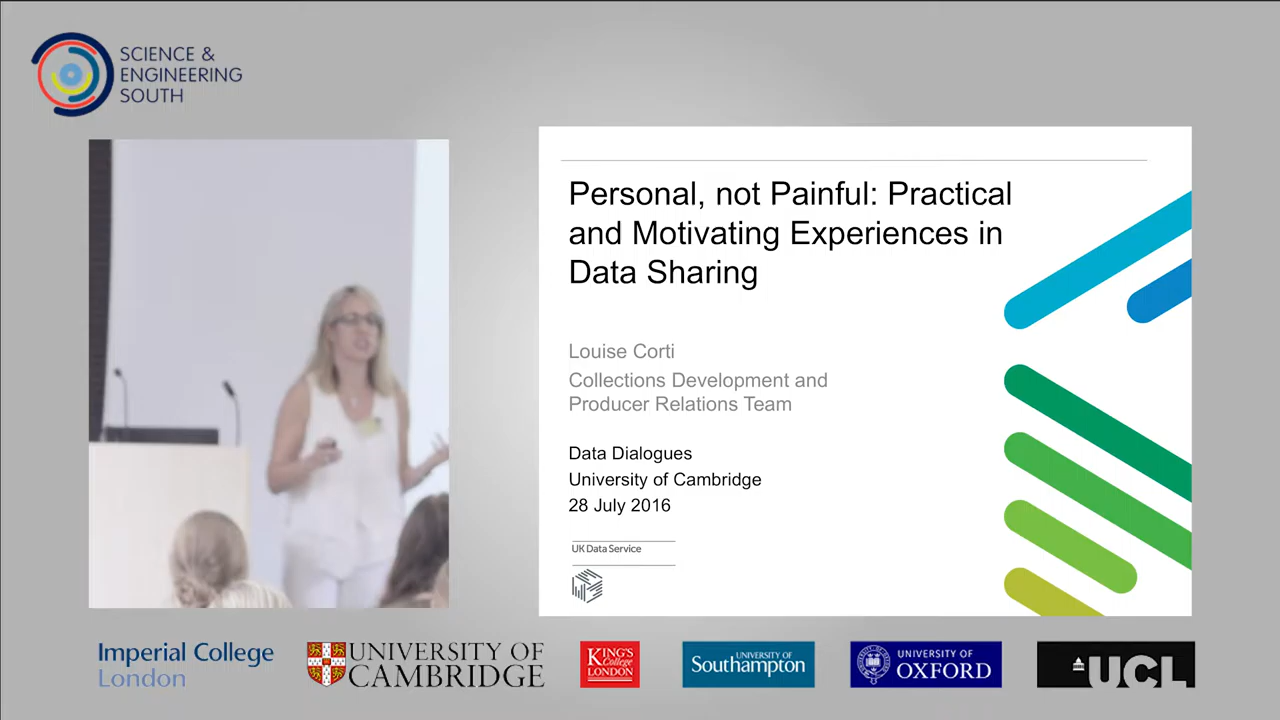 SCIENCE &
ENGINEERING
SOUTH
Personal, not Painful: Practical
and Motivating Experiences in
Data Sharing
Louise Corti
Collections Development and
Producer Relations Team
Data Dialogues
University of Cambridge
28 July 2016
UK Data Service
Imperial College
London
UNIVERSITY OF
CAMBRIDGE
KING'S
College
LONDON
UNIVERSITY OF
Southampton
UNIVERSITY OF
OXFORD
UCL